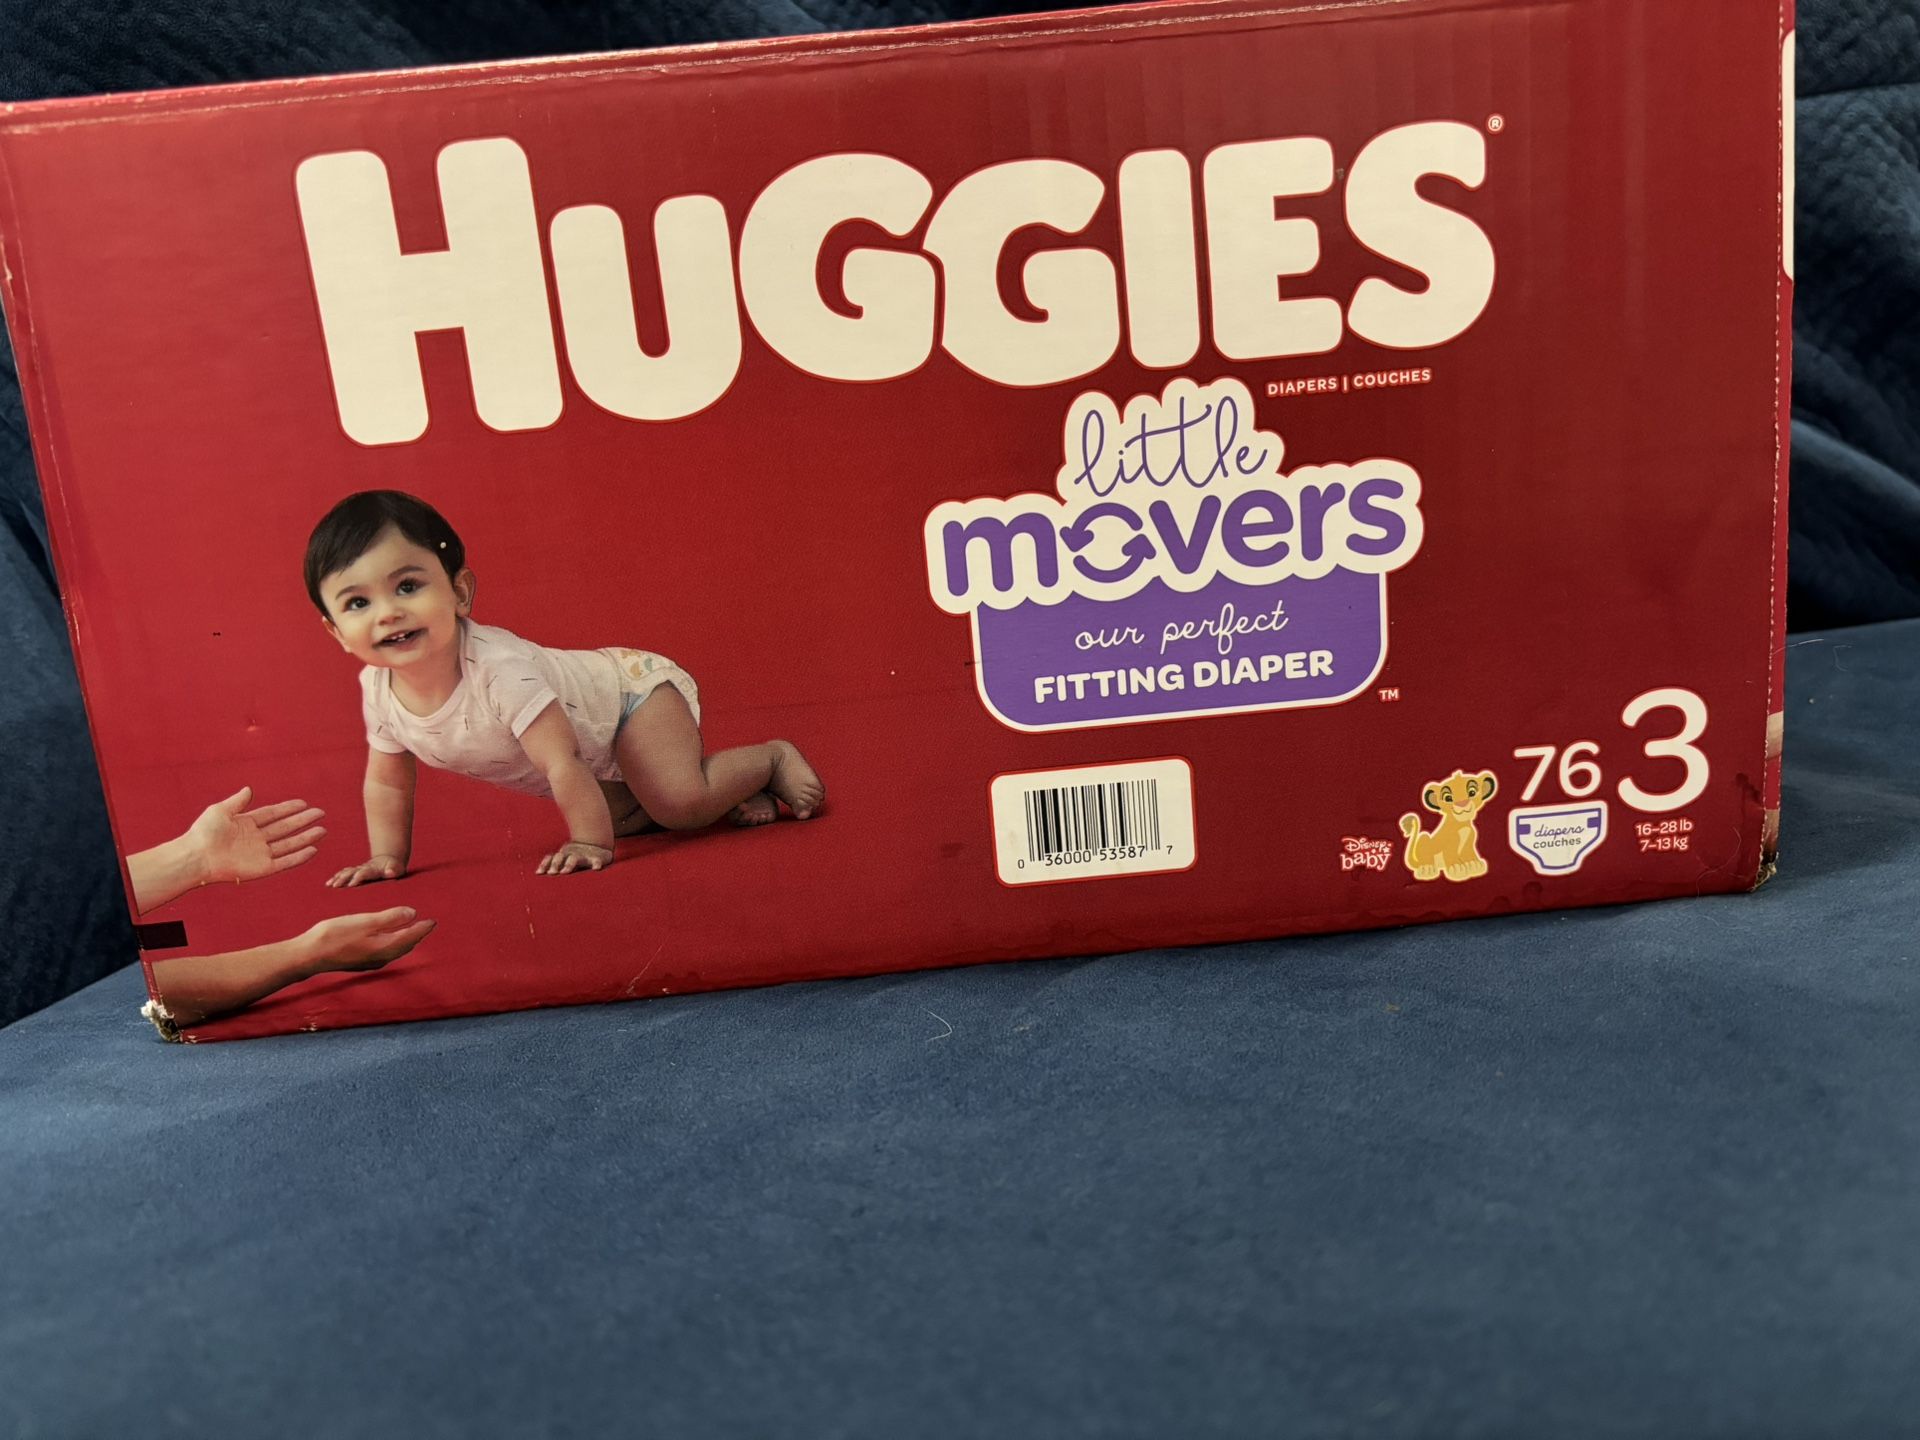 HUGGIES®
DIAPERS | COUCHES
little
movers
our perfect
FITTING DIAPER
TM
76
3
diapers
couches
16-28 lb
7-13 kg
Disney
baby
0 36000 53587 7